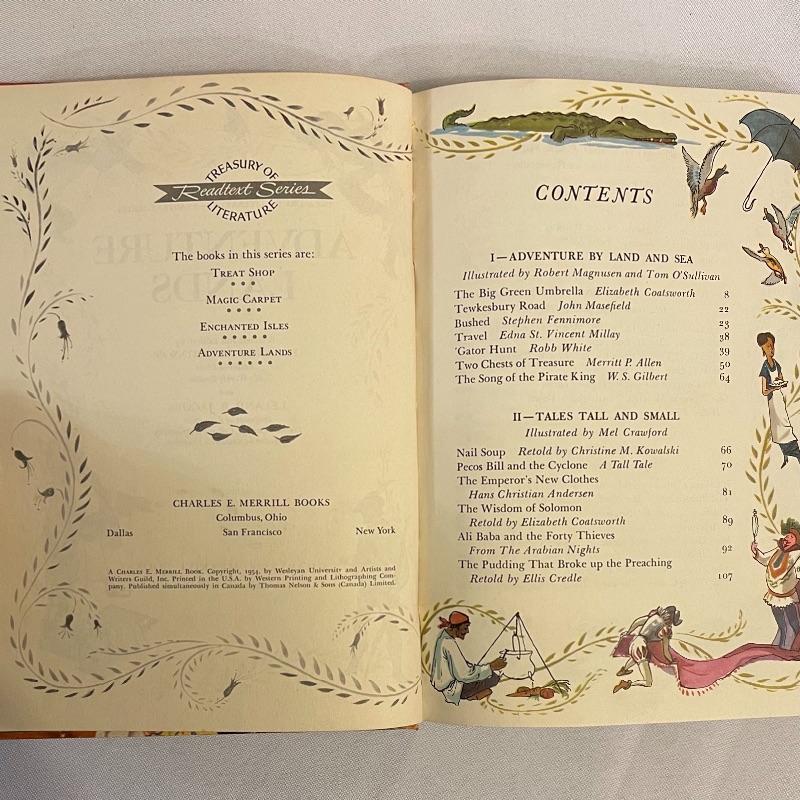 TREASURY OF
Readtext Series
LITERATURE
The books in this series are:
TREAT SHOP
MAGIC CARPET
ENCHANTED ISLES
ADVENTURE LANDS
CHARLES E. MERRILL BOOKS
Columbus, Ohio
Dallas San Francisco New York
A CHARLES E. MERRILL BOOK. Copyright, 1954, by Wesleyan University and Artists and
Writers Guild, Inc. Printed in the U.S.A. by Western Printing and Lithographing Com-
pany. Published simultaneously in Canada by Thomas Nelson & Sons (Canada) Limited.
CONTENTS
I—ADVENTURE BY LAND AND SEA
Illustrated by Robert Magnusen and Tom O'Sullivan
The Big Green Umbrella Elizabeth Coatsworth 8
Tewkesbury Road John Masefield 22
Bushed Stephen Fennimore 23
Travel Edna St. Vincent Millay 38
'Gator Hunt Robb White 39
Two Chests of Treasure Merritt P. Allen 50
The Song of the Pirate King W. S. Gilbert 64
II—TALES TALL AND SMALL
Illustrated by Mel Crawford
Nail Soup Retold by Christine M. Kowalski 66
Pecos Bill and the Cyclone A Tall Tale 70
The Emperor's New Clothes
Hans Christian Andersen 81
The Wisdom of Solomon
Retold by Elizabeth Coatsworth 89
Ali Baba and the Forty Thieves
From The Arabian Nights 92
The Pudding That Broke up the Preaching
Retold by Ellis Credle 107